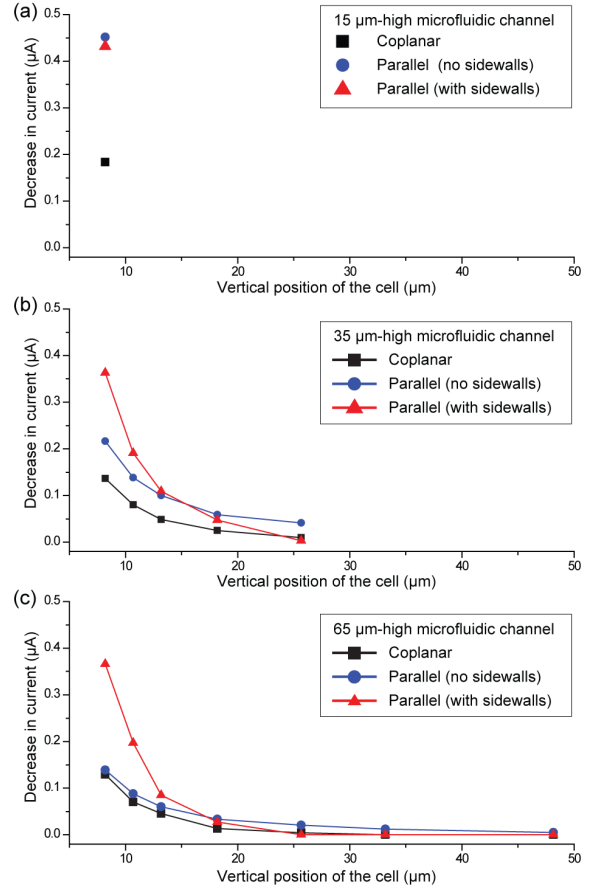 (a)
0.5
0.4
0.3
0.2
0.1
0.0
Decrease in current (µA)
15 µm-high microfluidic channel
Coplanar
Parallel (no sidewalls)
Parallel (with sidewalls)
10 20 30 40 50
Vertical position of the cell (µm)
(b)
0.5
0.4
0.3
0.2
0.1
0.0
Decrease in current (µA)
35 µm-high microfluidic channel
Coplanar
Parallel (no sidewalls)
Parallel (with sidewalls)
10 20 30 40 50
Vertical position of the cell (µm)
(c)
0.5
0.4
0.3
0.2
0.1
0.0
Decrease in current (µA)
65 µm-high microfluidic channel
Coplanar
Parallel (no sidewalls)
Parallel (with sidewalls)
10 20 30 40 50
Vertical position of the cell (µm)